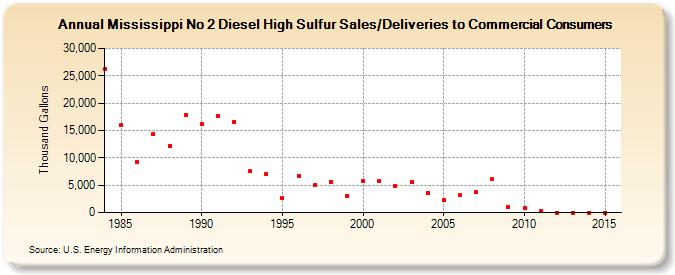 Annual Mississippi No 2 Diesel High Sulfur Sales/Deliveries to Commercial Consumers
Thousand Gallons
30,000
25,000
20,000
15,000
10,000
5,000
0
1985 1990 1995 2000 2005 2010 2015
Source: U.S. Energy Information Administration